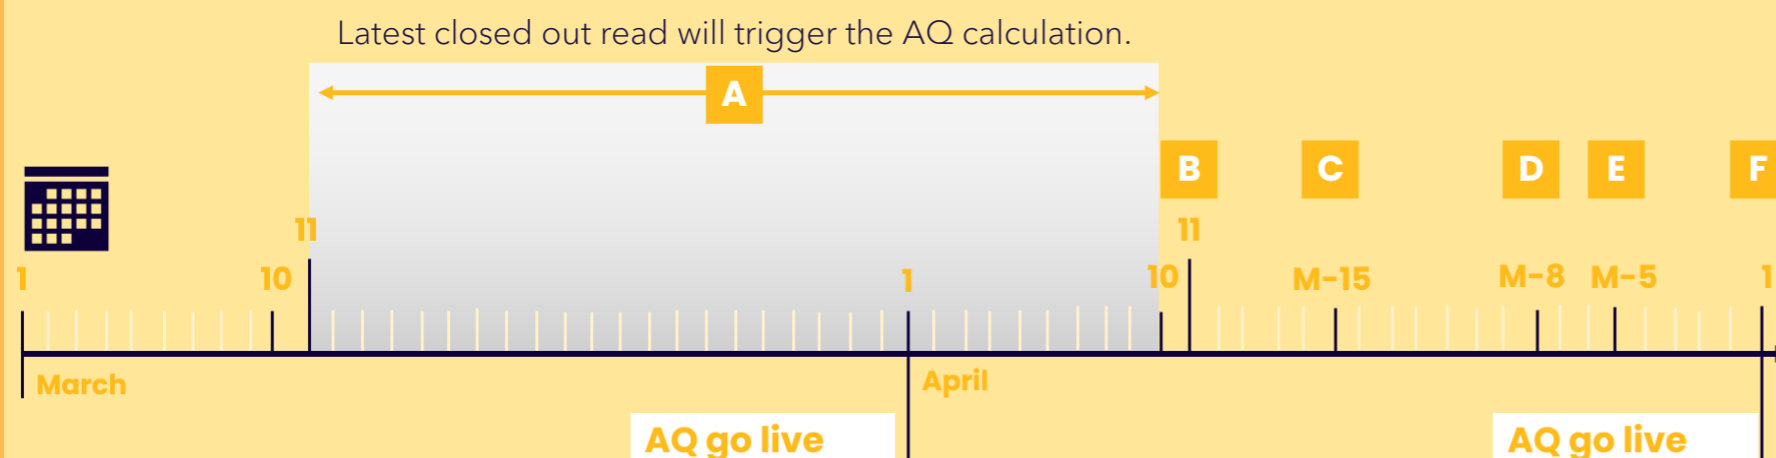 Latest closed out read will trigger the AQ calculation.
A
B C D E F
11 11
1 10 1 10 M-15 M-8 M-5 1
March April
AQ go live AQ go live